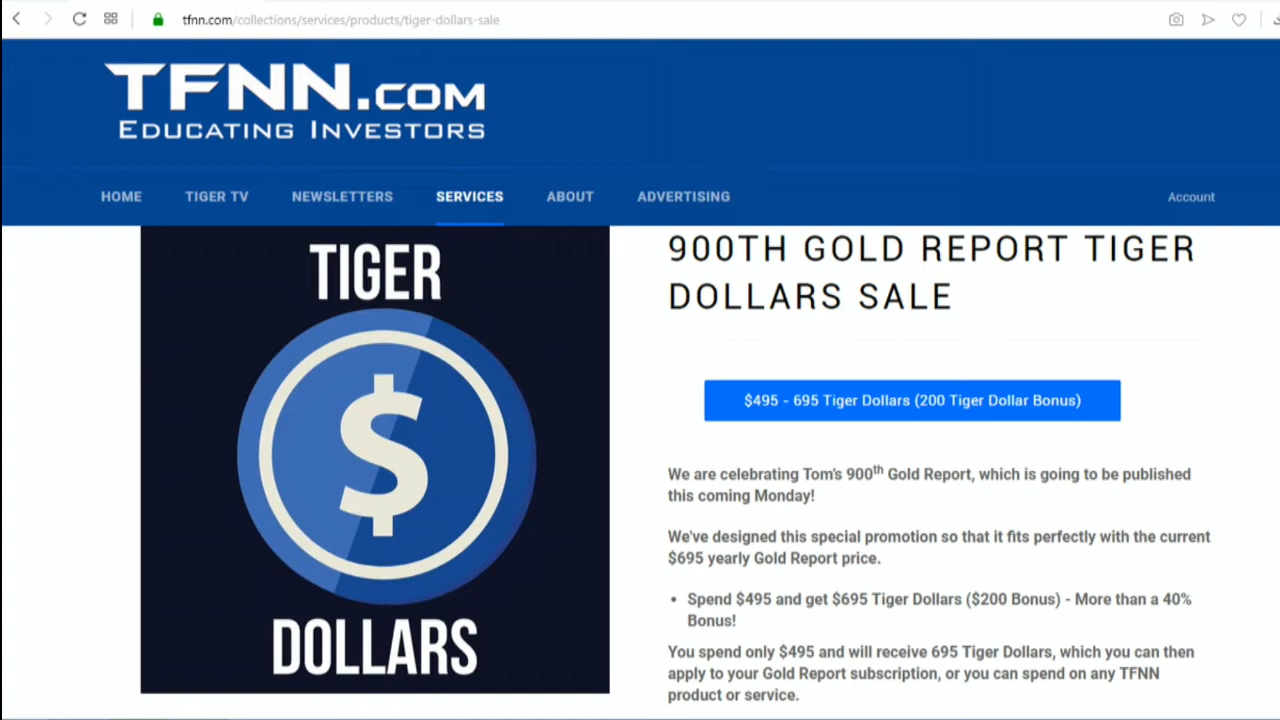 tfnn.com/collections/services/products/tiger-dollars-sale
TFNN.COM
EDUCATING INVESTORS
HOME TIGER TV NEWSLETTERS SERVICES ABOUT ADVERTISING Account
TIGER
$
DOLLARS
900TH GOLD REPORT TIGER
DOLLARS SALE
$495 - 695 Tiger Dollars (200 Tiger Dollar Bonus)
We are celebrating Tom's 900th Gold Report, which is going to be published
this coming Monday!
We've designed this special promotion so that it fits perfectly with the current
$695 yearly Gold Report price.
• Spend $495 and get $695 Tiger Dollars ($200 Bonus) - More than a 40%
Bonus!
You spend only $495 and will receive 695 Tiger Dollars, which you can then
apply to your Gold Report subscription, or you can spend on any TFNN
product or service.